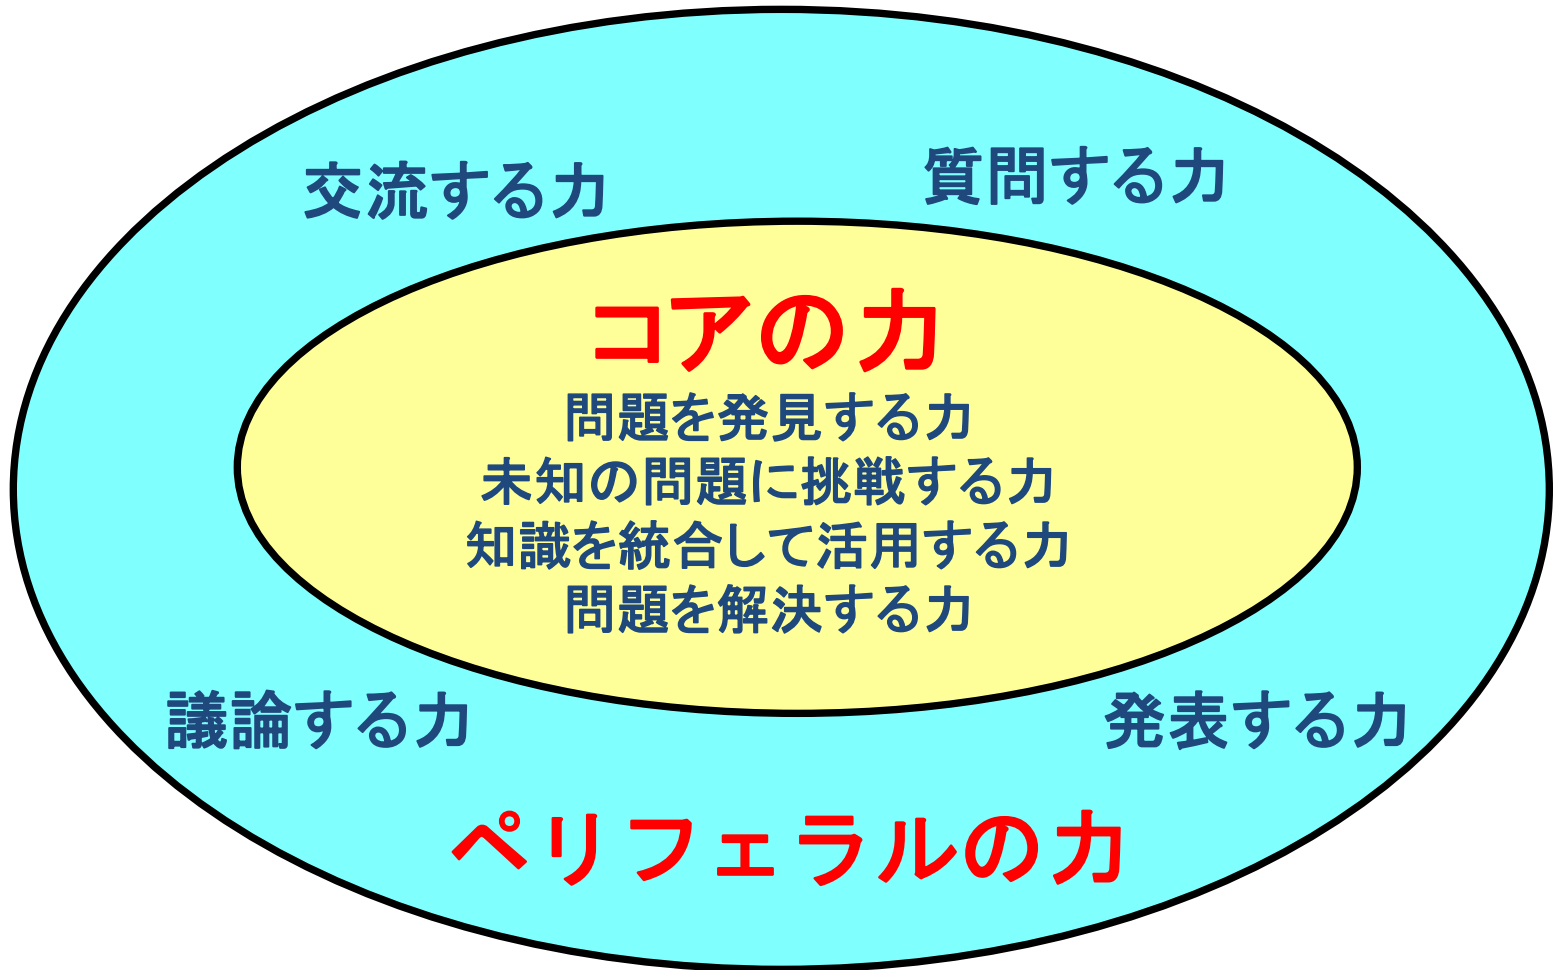 交流する力
質問する力
コアの力
問題を発見する力
未知の問題に挑戦する力
知識を統合して活用する力
問題を解決する力
議論する力
発表する力
ペリフェラルの力